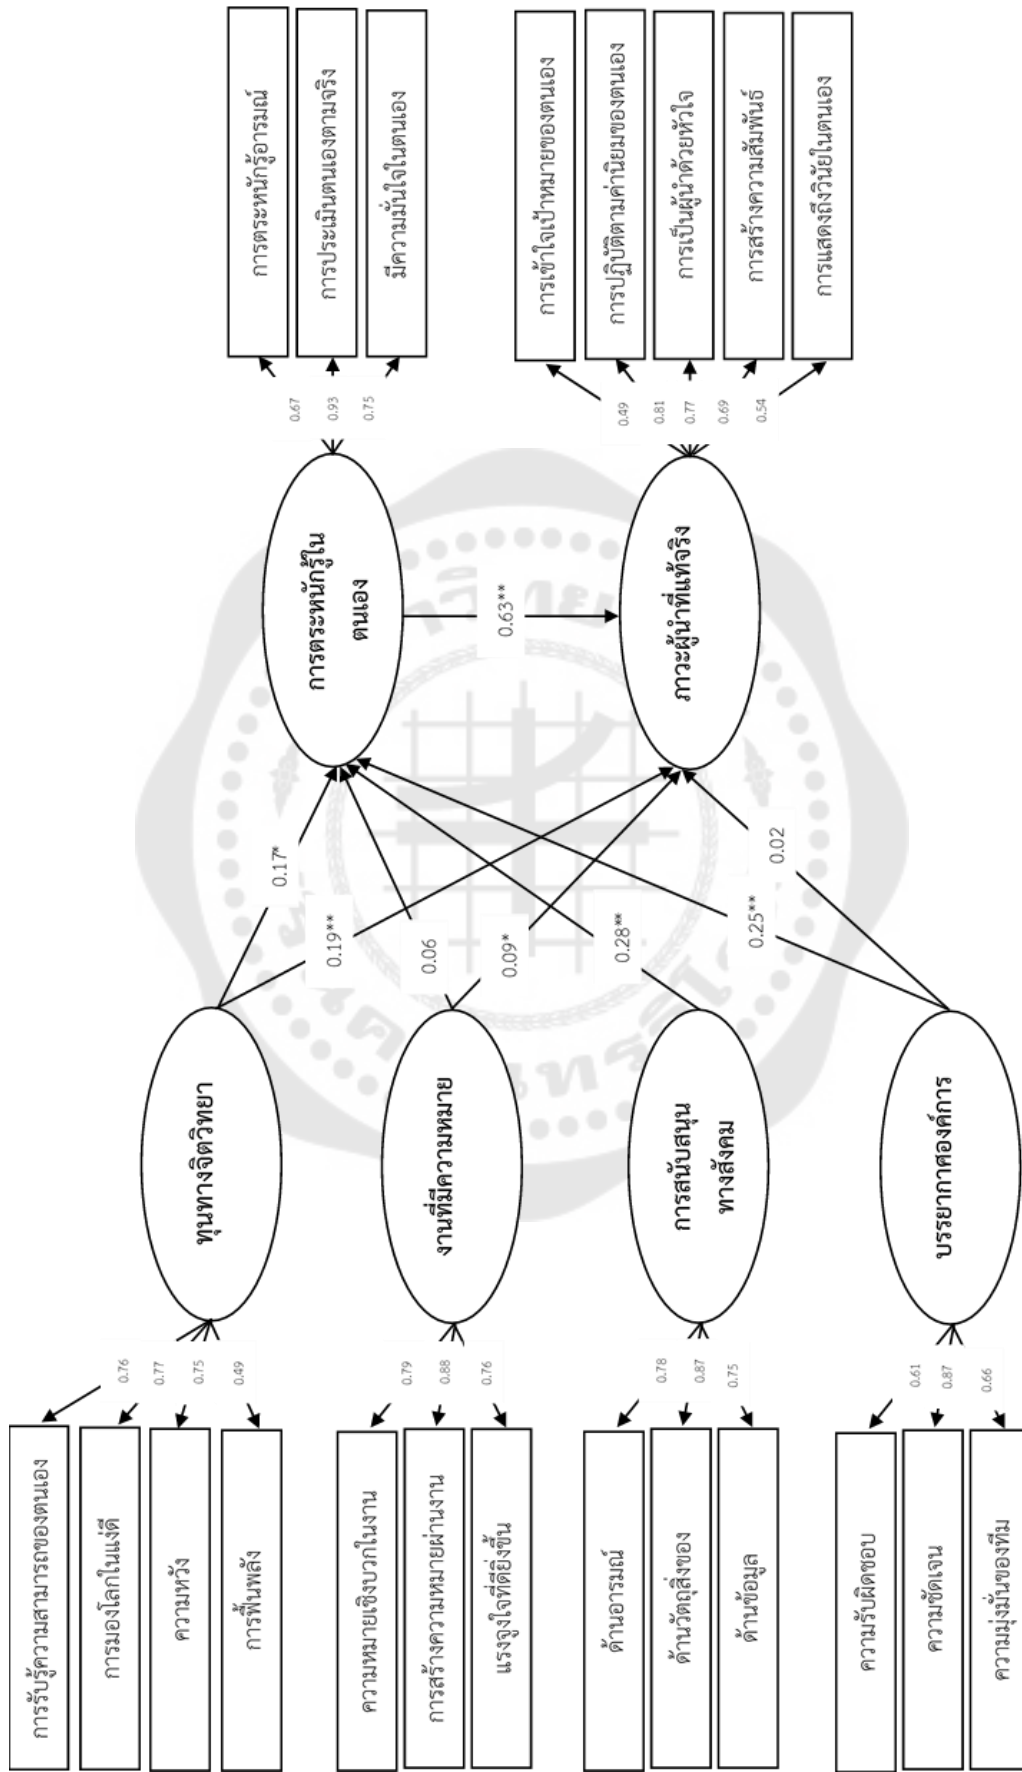 การรับรู้ความสามารถของตนเอง
การมองโลกในแง่ดี
ความหวัง
การฟื้นพลัง
0.76
0.77
0.75
0.49
ทุนทางจิตวิทยา
ความหมายเชิงบวกในงาน
การสร้างความหมายผ่านงาน
แรงจูงใจที่ดียิ่งขึ้น
0.79
0.88
0.76
งานที่มีความหมาย
ด้านอารมณ์
ด้านวัตถุสิ่งของ
ด้านข้อมูล
0.78
0.87
0.75
การสนับสนุน
ทางสังคม
ความรับผิดชอบ
ความชัดเจน
ความมุ่งมั่นของทีม
0.61
0.87
0.66
บรรยากาศองค์การ
0.17*
0.19**
0.06
0.09*
0.28**
0.25**
0.02
การตระหนักรู้ใน
ตนเอง
0.63**
ภาวะผู้นำที่แท้จริง
0.67
0.93
0.75
การตระหนักรู้อารมณ์
การประเมินตนเองตามจริง
มีความมั่นใจในตนเอง
0.49
0.81
0.77
0.69
0.54
การเข้าใจเป้าหมายของตนเอง
การปฏิบัติตามค่านิยมของตนเอง
การเป็นผู้นำด้วยหัวใจ
การสร้างความสัมพันธ์
การแสดงถึงวินัยในตนเอง